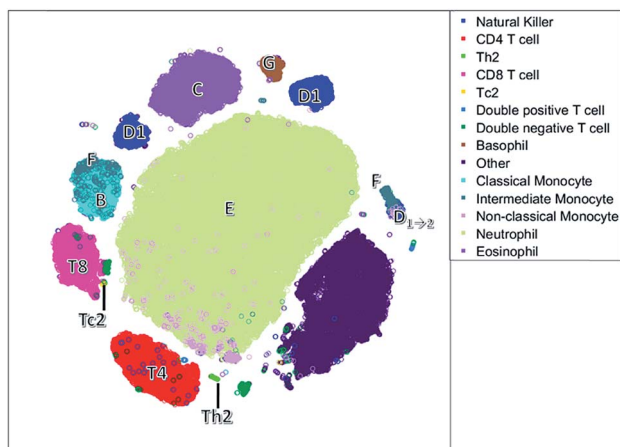 G
C
D1
D1
F
B
E
F
D1→2
T8
Tc2
T4
Th2
Natural Killer
CD4 T cell
Th2
CD8 T cell
Tc2
Double positive T cell
Double negative T cell
Basophil
Other
Classical Monocyte
Intermediate Monocyte
Non-classical Monocyte
Neutrophil
Eosinophil